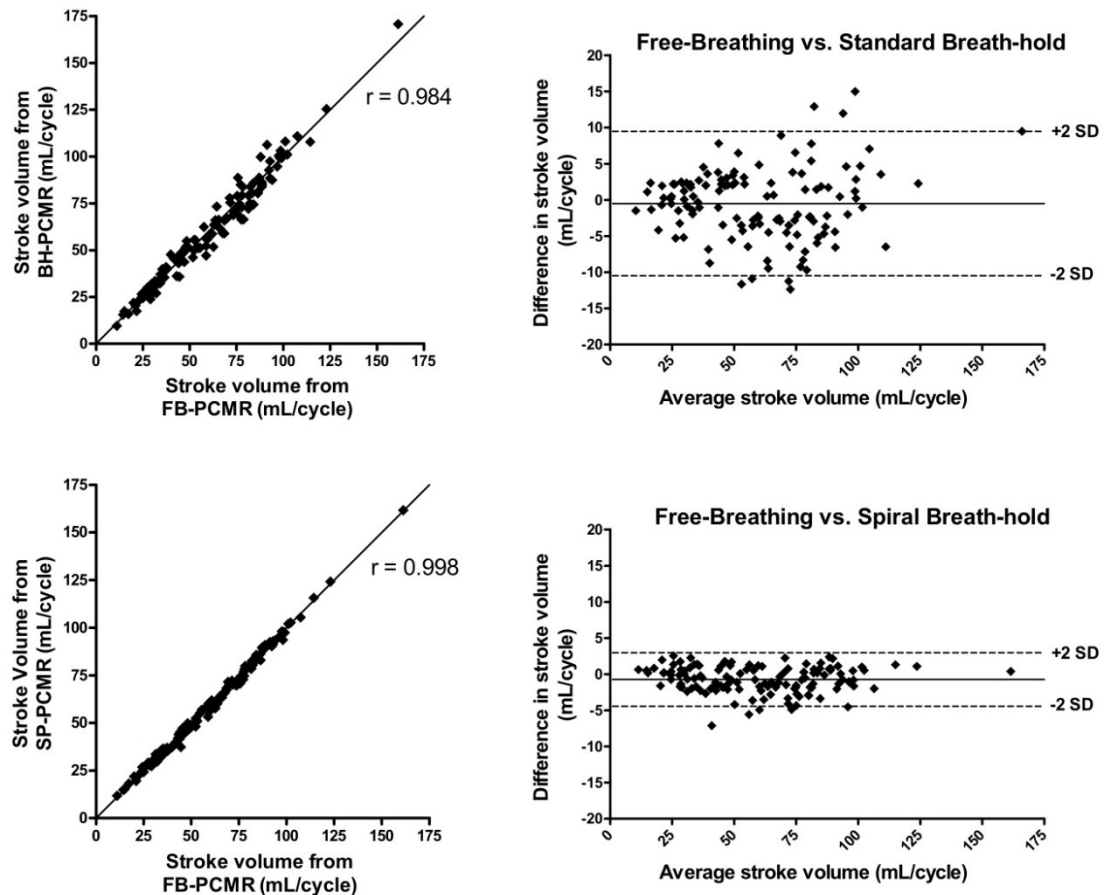 Stroke volume from
BH-PCMR (mL/cycle)
175
150
125
100
75
50
25
0
r = 0.984
0 25 50 75 100 125 150 175
Stroke volume from
FB-PCMR (mL/cycle)
Free-Breathing vs. Standard Breath-hold
Difference in stroke volume
(mL/cycle)
20
15
10
5
0
-5
-10
-15
-20
+2 SD
-2 SD
0 25 50 75 100 125 150 175
Average stroke volume (mL/cycle)
Stroke Volume from
SP-PCMR (mL/cycle)
175
150
125
100
75
50
25
0
r = 0.998
0 25 50 75 100 125 150 175
Stroke volume from
FB-PCMR (mL/cycle)
Free-Breathing vs. Spiral Breath-hold
Difference in stroke volume
(mL/cycle)
20
15
10
5
0
-5
-10
-15
-20
+2 SD
-2 SD
0 25 50 75 100 125 150 175
Average stroke volume (mL/cycle)